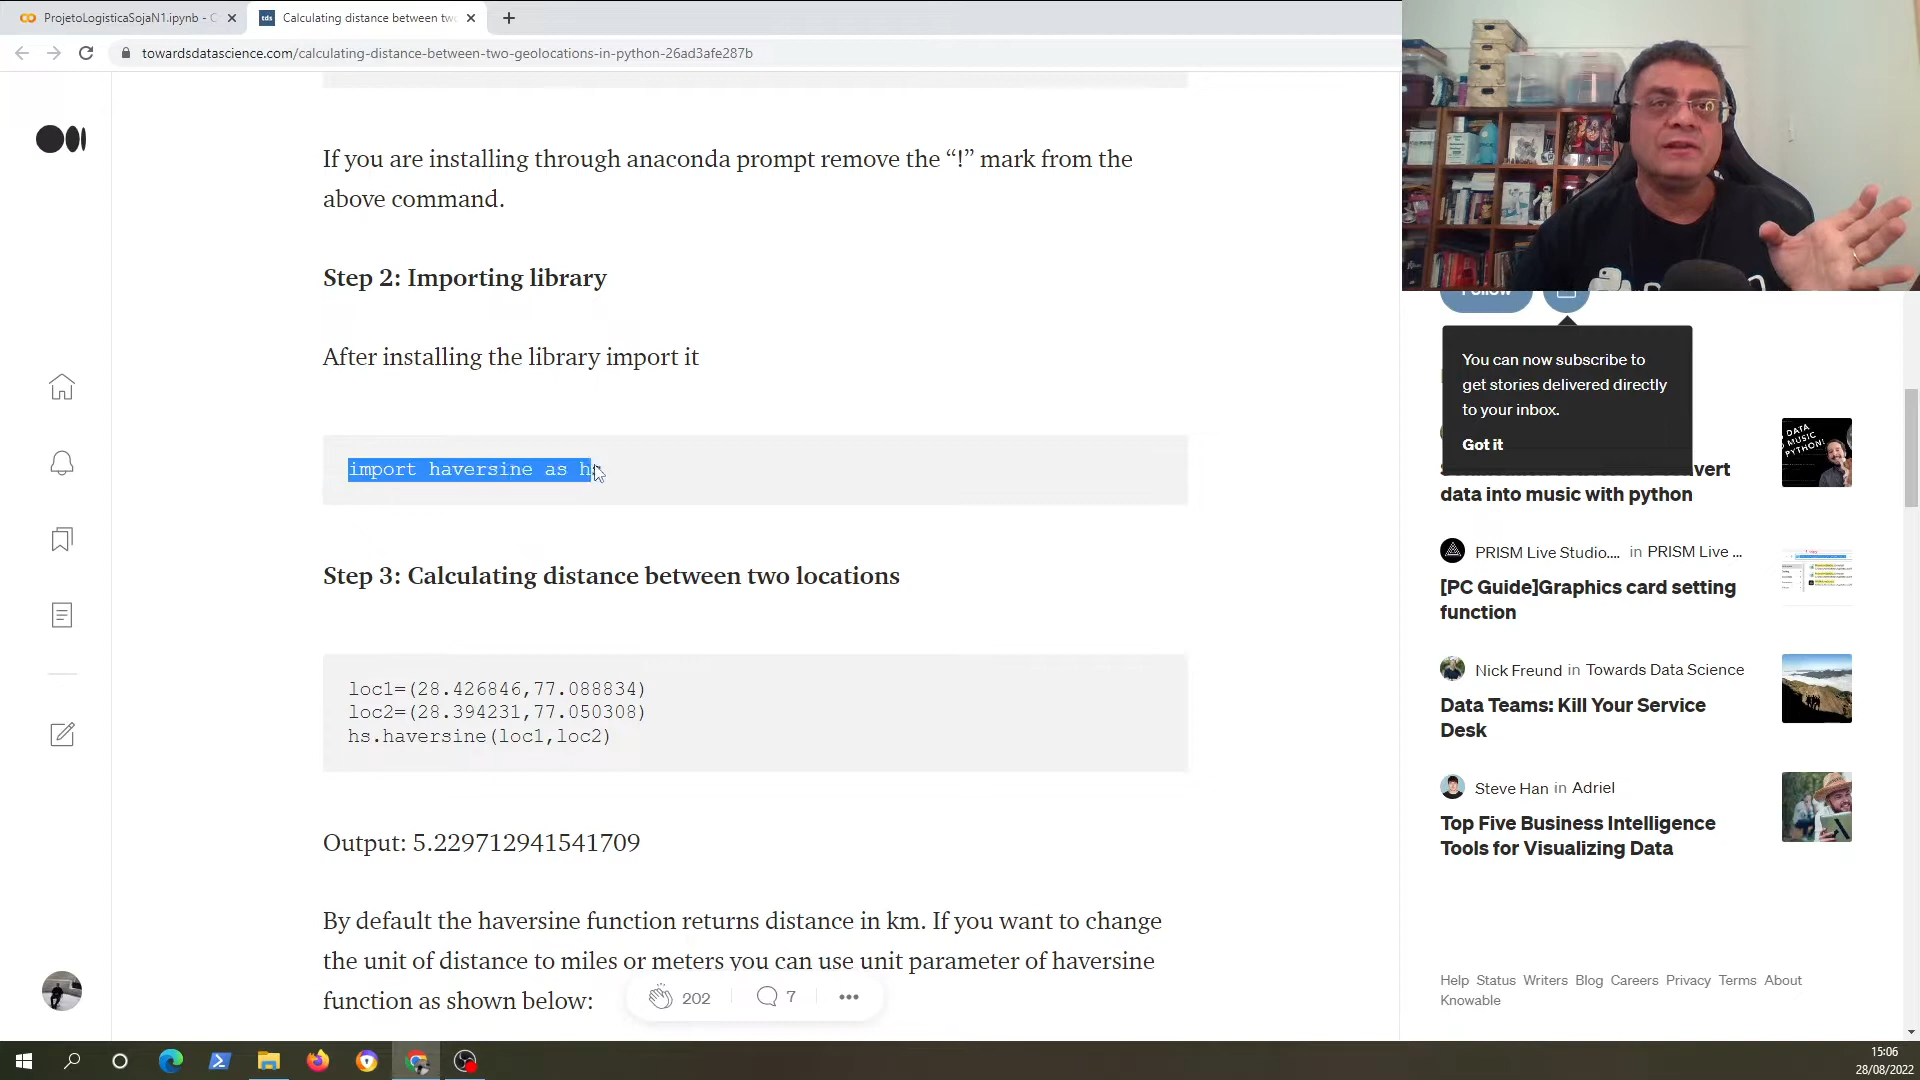 ProjetoLogisticaSojaN1.ipynb - C
tds
Calculating distance between two
towardsdatascience.com/calculating-distance-between-two-geolocations-in-python-26ad3afe287b
If you are installing through anaconda prompt remove the “!” mark from the
above command.
Step 2: Importing library
After installing the library import it
import haversine as hs
Step 3: Calculating distance between two locations
loc1=(28.426846,77.088834)
loc2=(28.394231,77.050308)
hs.haversine(loc1,loc2)
Output: 5.229712941541709
By default the haversine function returns distance in km. If you want to change
the unit of distance to miles or meters you can use unit parameter of haversine
function as shown below:
202
7
Follow
You can now subscribe to
get stories delivered directly
to your inbox.
Got it
data into music with python
DATA
MUSIC
PYTHON!
PRISM Live Studio.... in PRISM Live ...
[PC Guide]Graphics card setting
function
Nick Freund in Towards Data Science
Data Teams: Kill Your Service
Desk
Steve Han in Adriel
Top Five Business Intelligence
Tools for Visualizing Data
Help Status Writers Blog Careers Privacy Terms About
Knowable
15:06
28/08/2022